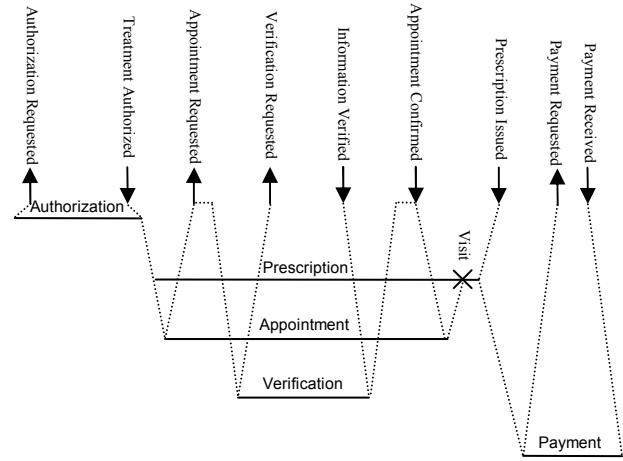 Authorization Requested
Treatment Authorized
Appointment Requested
Verification Requested
Information Verified
Appointment Confirmed
Prescription Issued
Payment Requested
Payment Received
Authorization
Visit
Prescription
Appointment
Verification
Payment